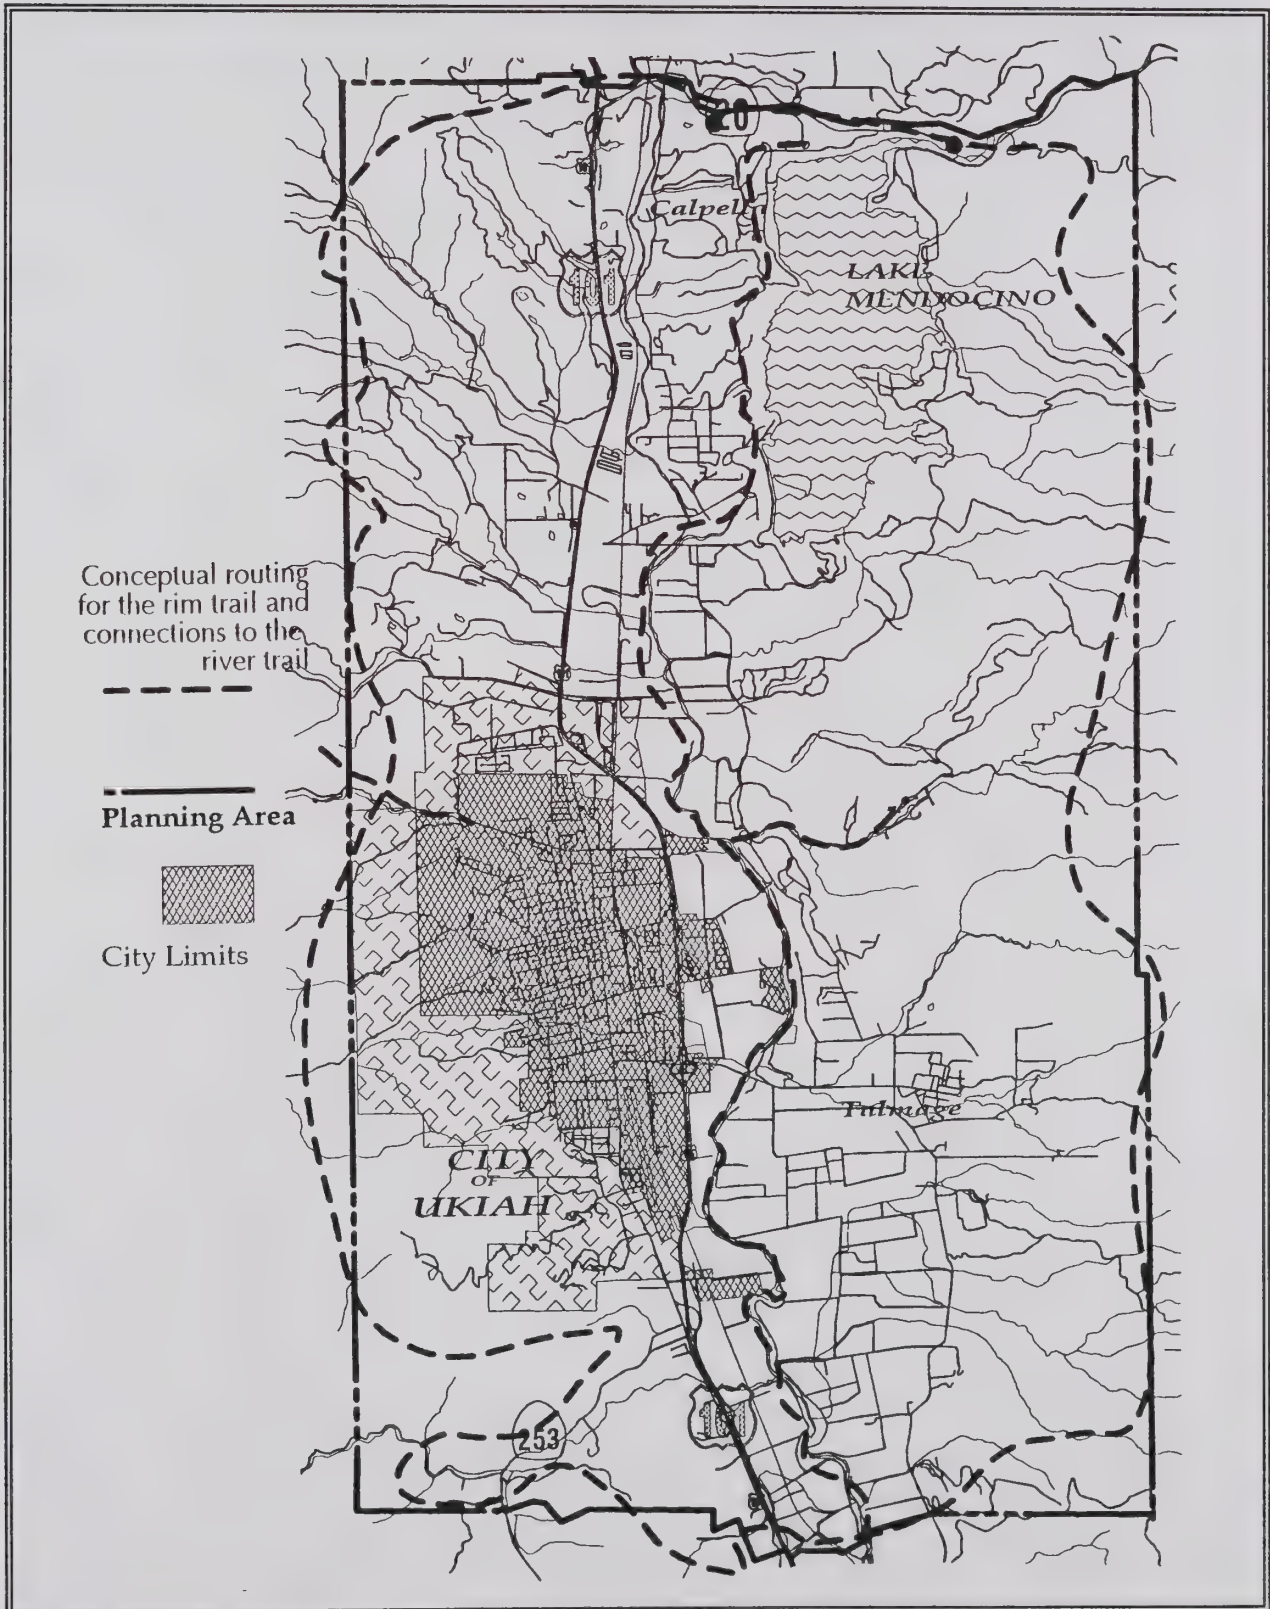 20
Calpella
101
LAKE
MENDOCINO
Conceptual routing
for the rim trail and
connections to the
river trail
Planning Area
City Limits
Talmage
CITY
OF
UKIAH
101
253